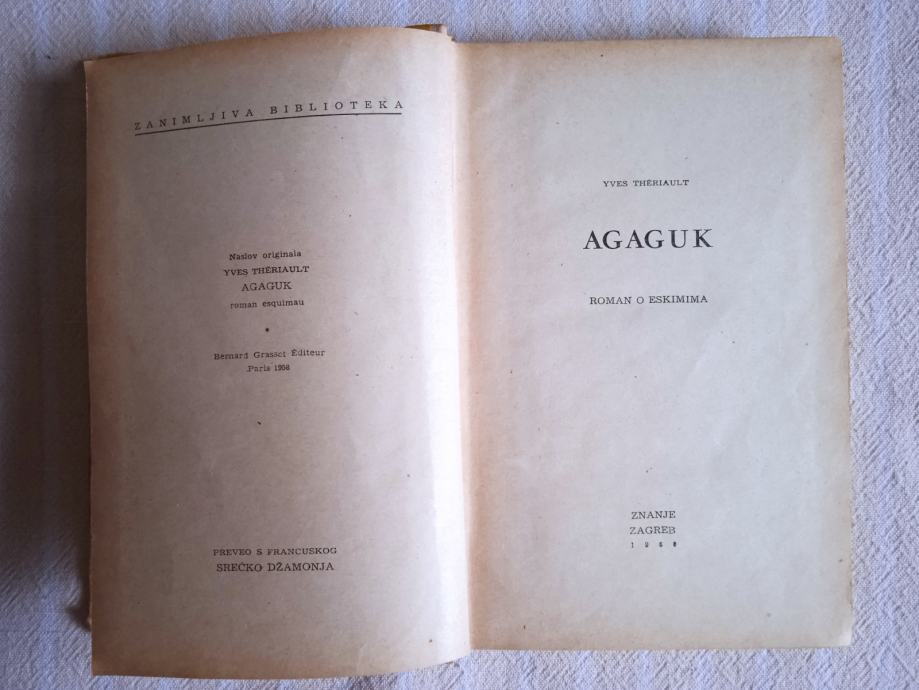 ZANIMLJIVA BIBLIOTEKA
Naslov originala
YVES THÉRIAULT
AGAGUK
roman esquimau
*
Bernard Grasset Éditeur
Paris 1958
PREVEO S FRANCUSKOG
SREĆKO DŽAMONJA
YVES THÉRIAULT
AGAGUK
ROMAN O ESKIMIMA
ZNANJE
ZAGREB